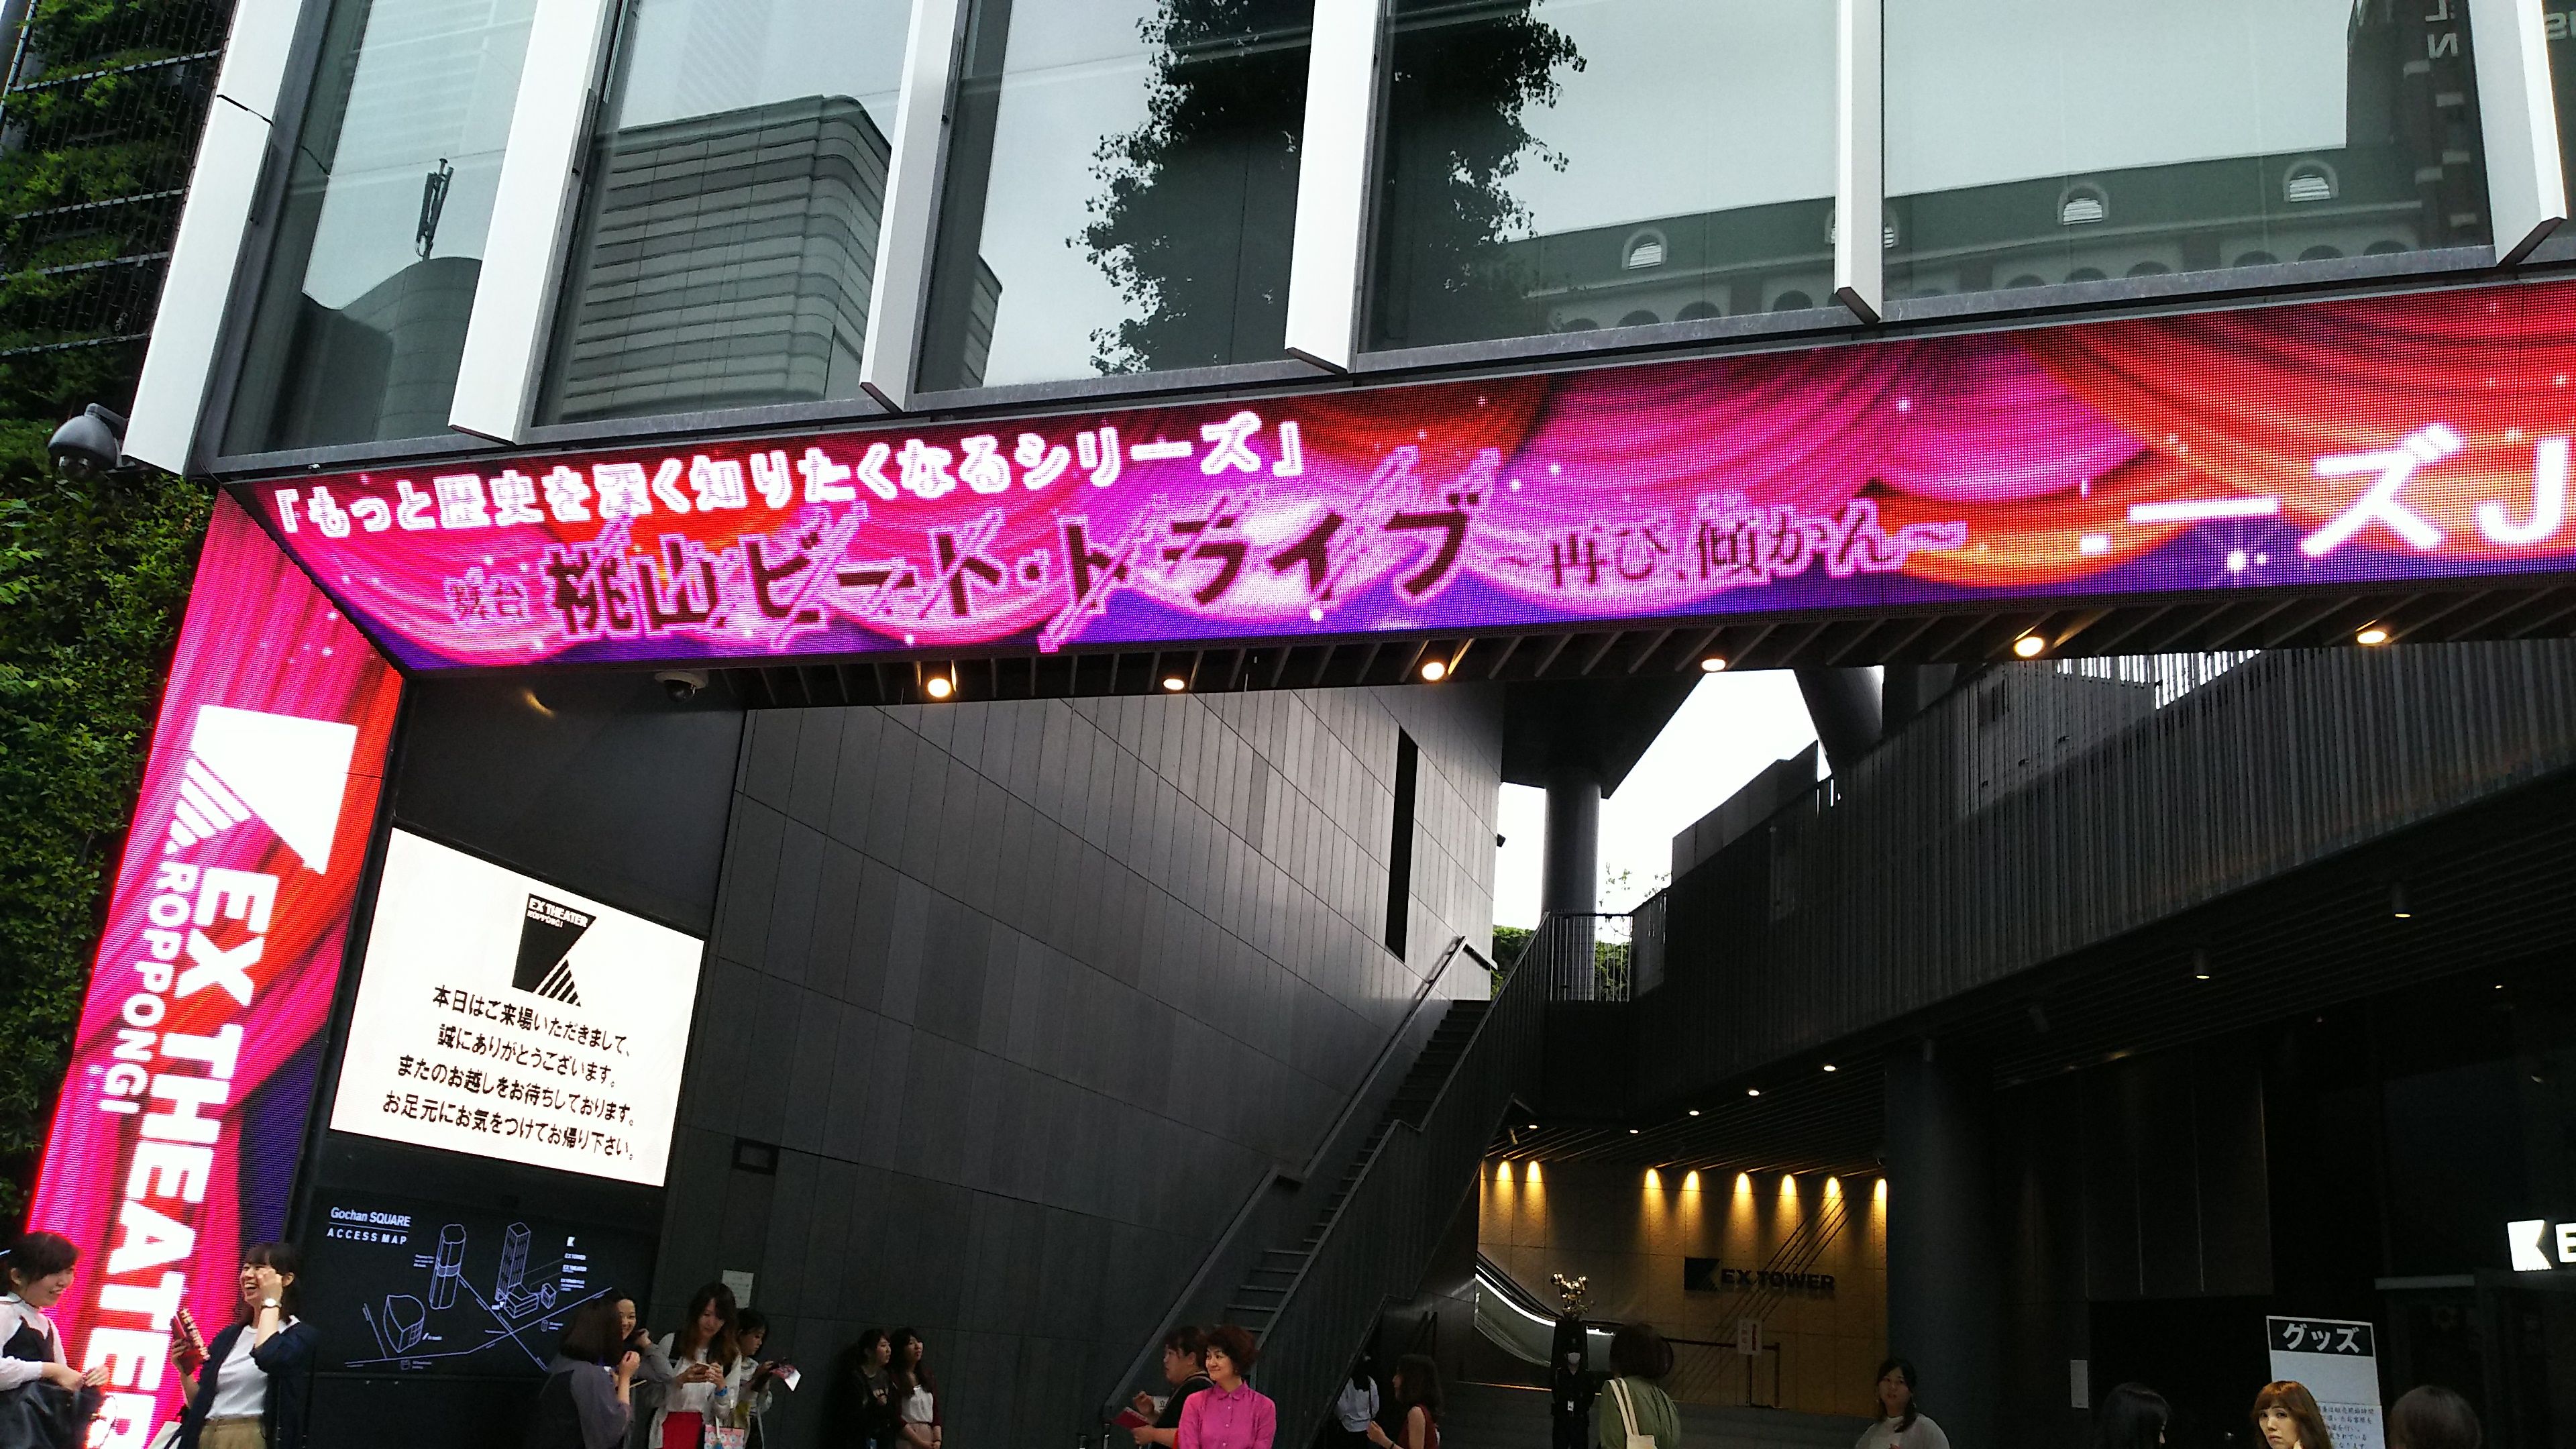 『もっと歴史を深く知りたくなるシリーズ』
舞台 桃山ビート・トライブ ～再び、傾かん～
ーズJ
EX THEATER
ROPPONGI
EX THEATER
ROPPONGI
本日はご来場いただきまして、
誠にありがとうございます。
またのお越しをお待ちしております。
お足元にお気をつけてお帰り下さい。
Gochan SQUARE
ACCESS MAP
EX TOWER
グッズ